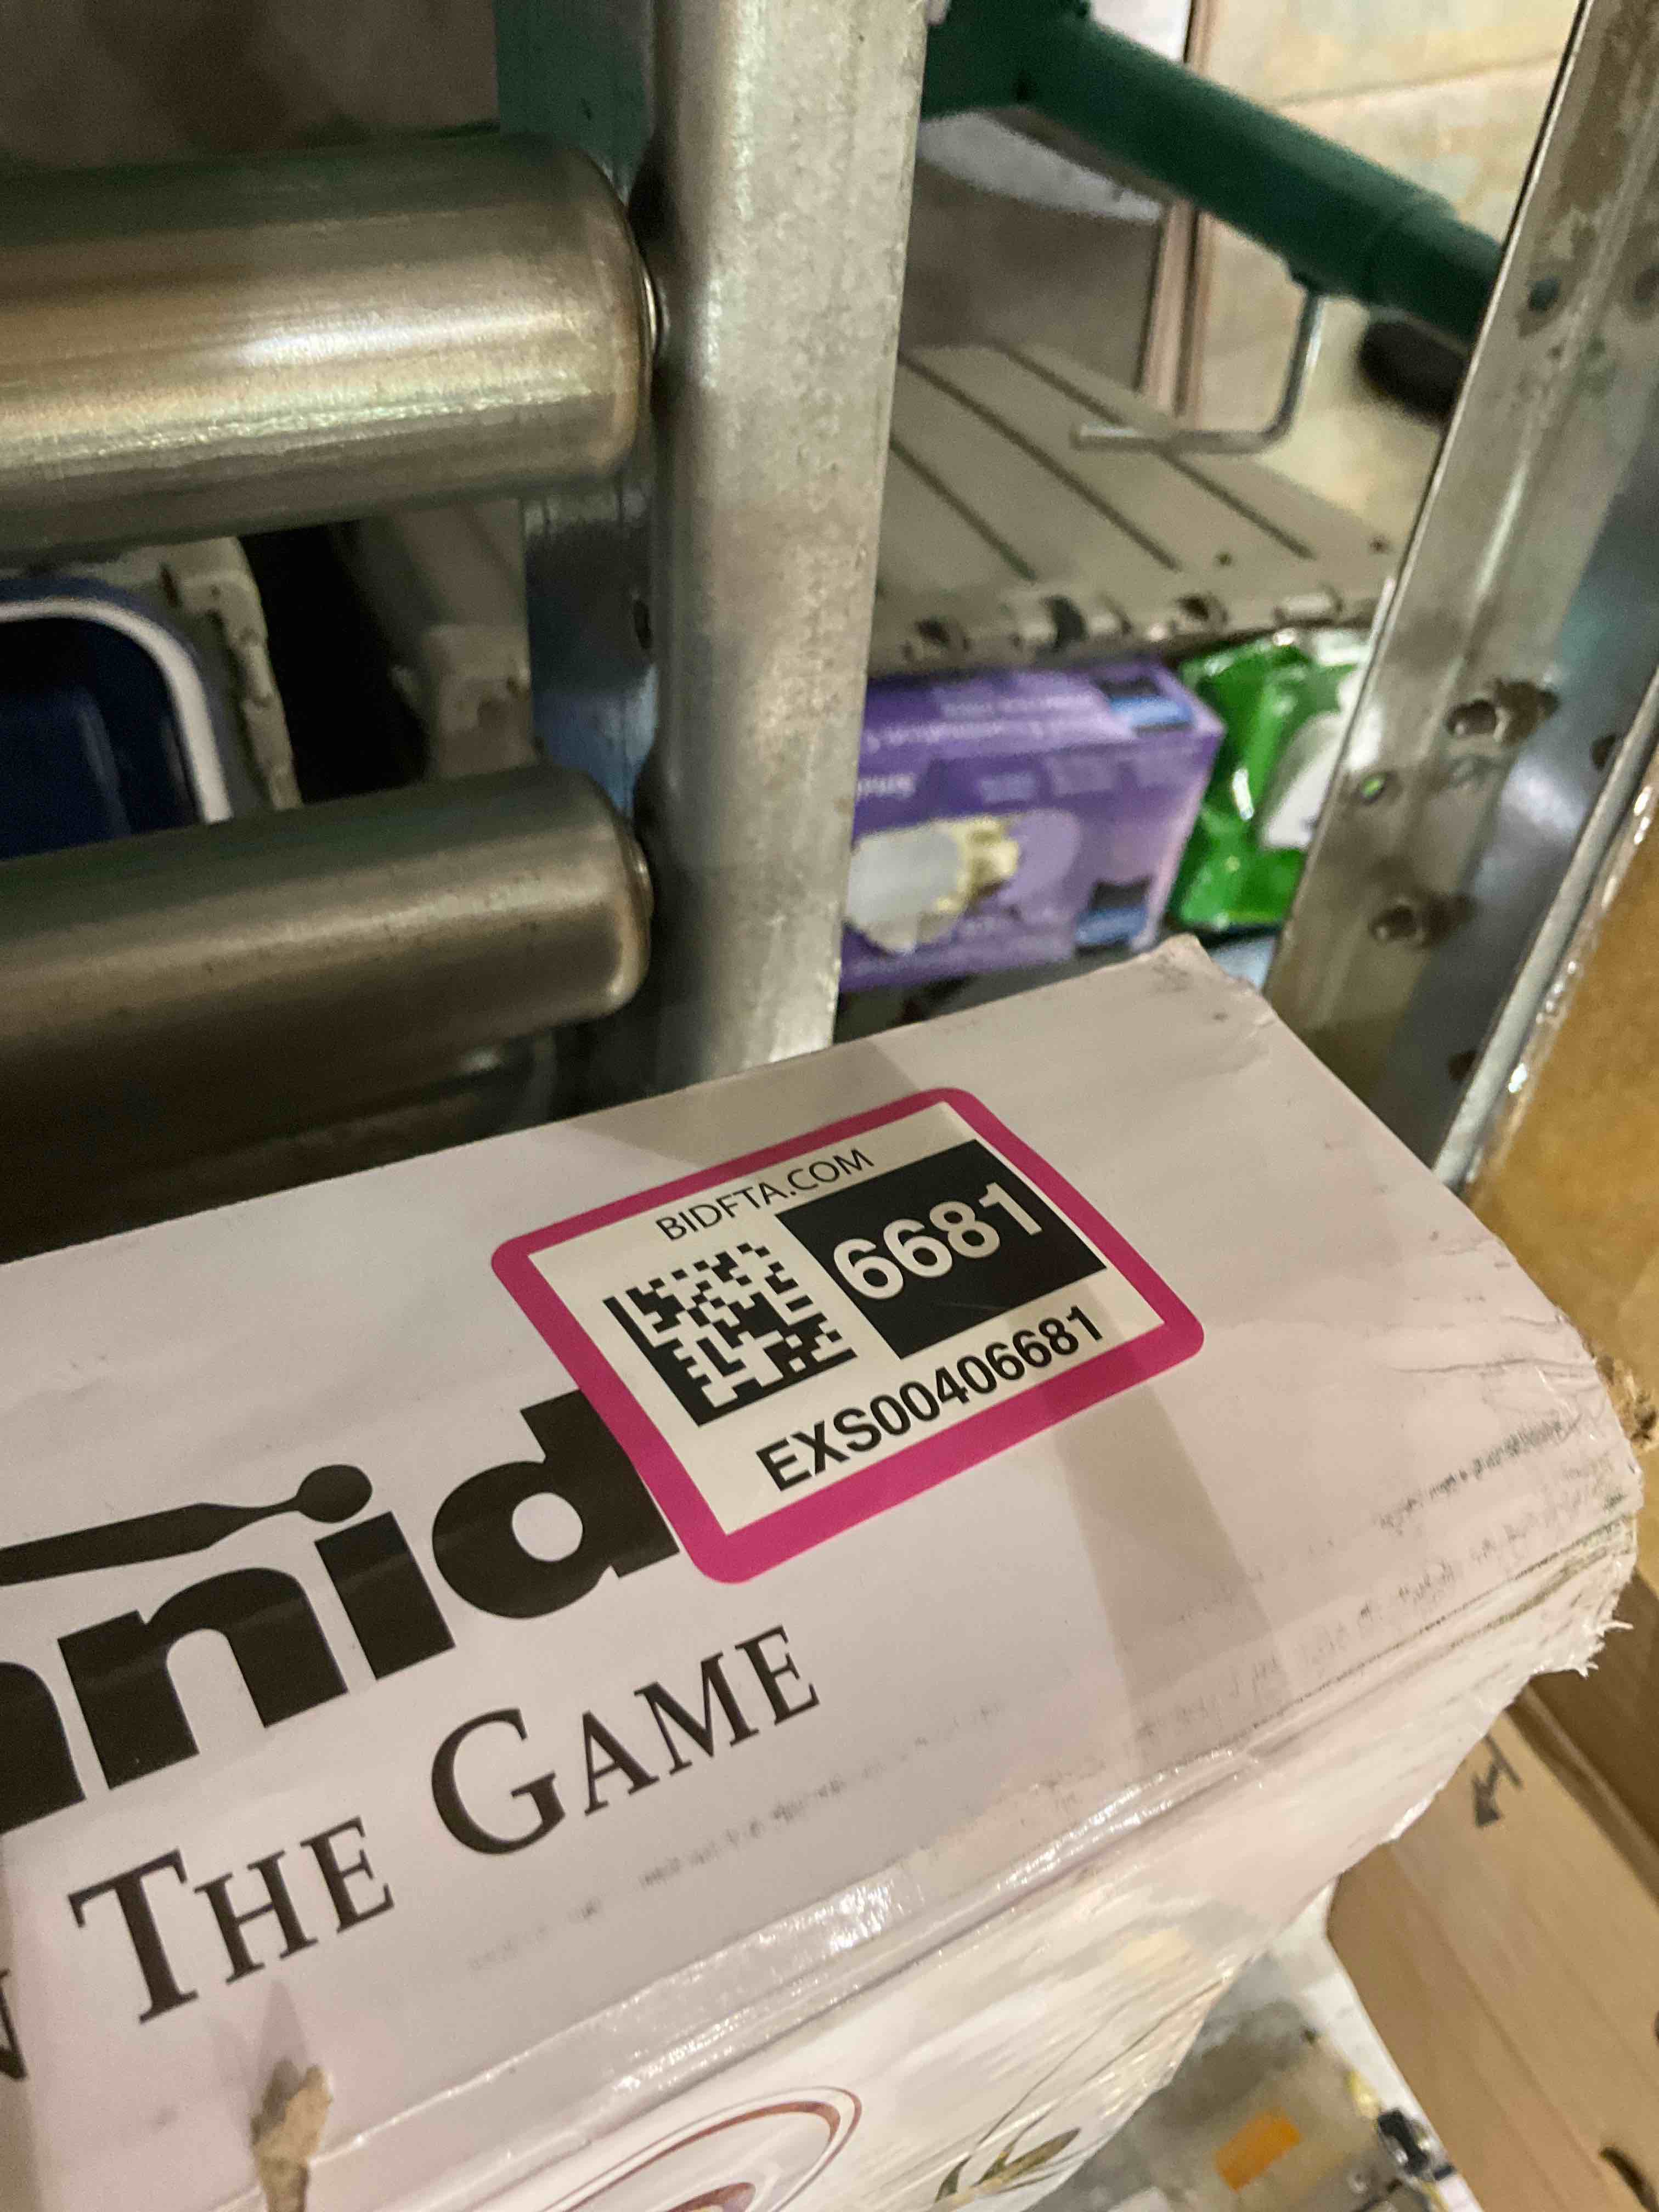 BIDFTA.COM
6681
EXS00406681
nid
THE GAME